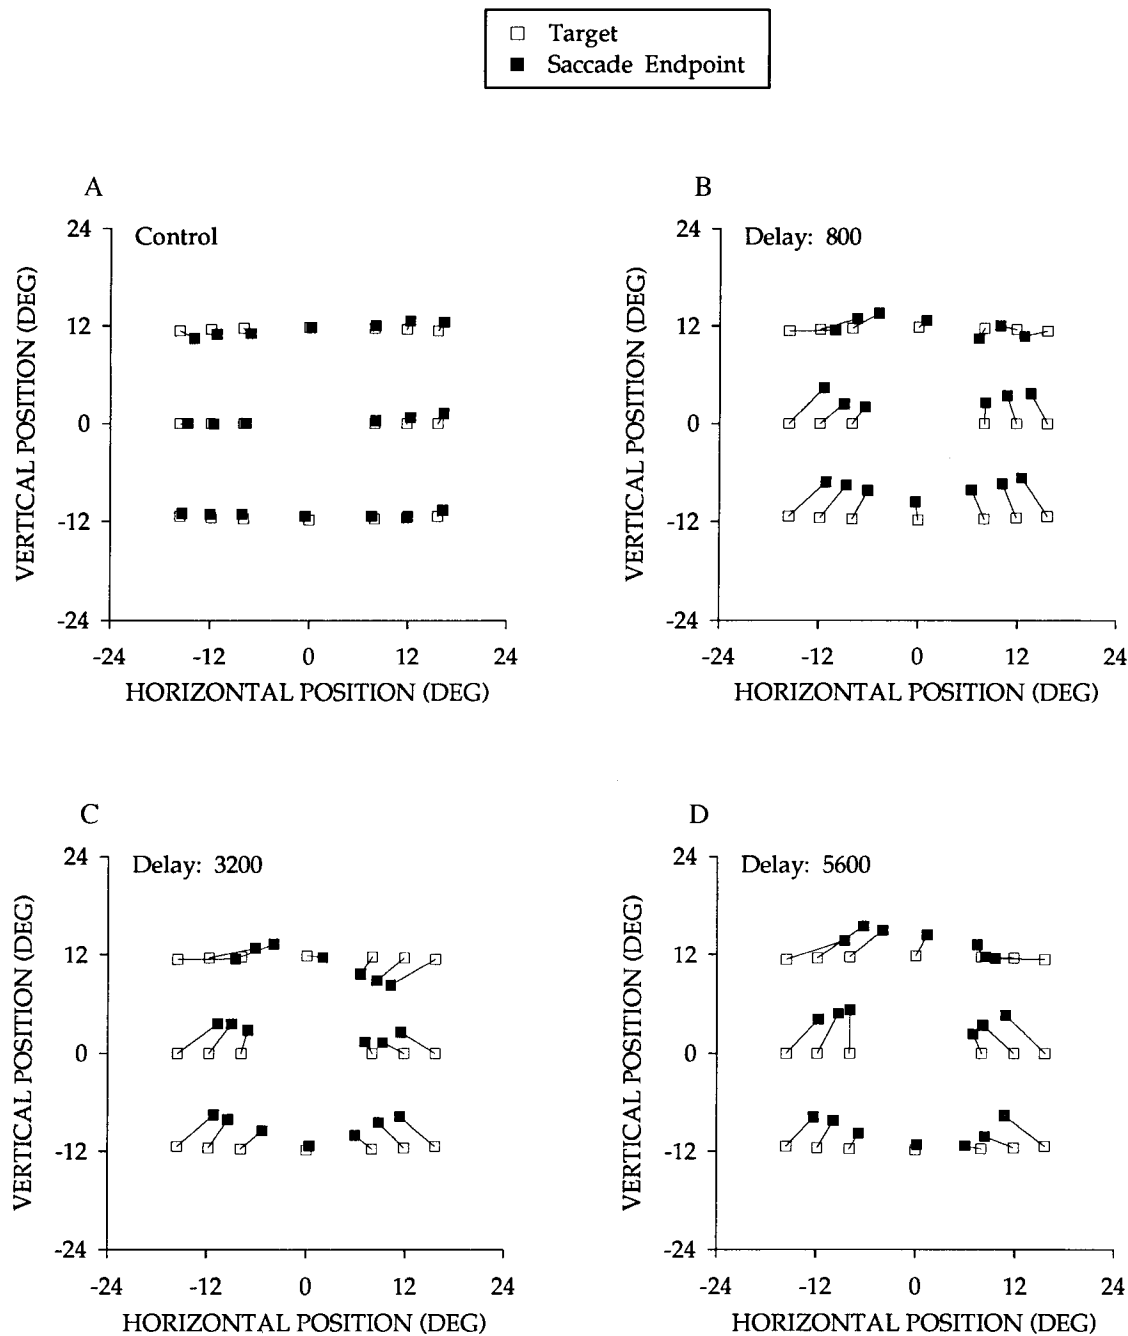 Target
Saccade Endpoint
A
B
24
Control
12
0
-12
-24
VERTICAL POSITION (DEG)
-24 -12 0 12 24
HORIZONTAL POSITION (DEG)
24
Delay: 800
12
0
-12
-24
VERTICAL POSITION (DEG)
-24 -12 0 12 24
HORIZONTAL POSITION (DEG)
C
D
24
Delay: 3200
12
0
-12
-24
VERTICAL POSITION (DEG)
-24 -12 0 12 24
HORIZONTAL POSITION (DEG)
24
Delay: 5600
12
0
-12
-24
VERTICAL POSITION (DEG)
-24 -12 0 12 24
HORIZONTAL POSITION (DEG)